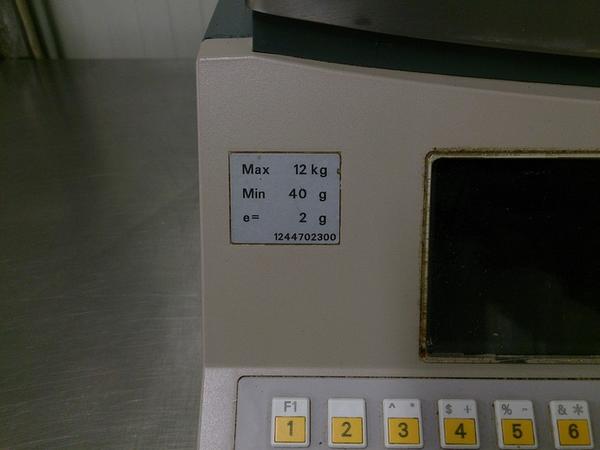 Max 12 kg
Min 40 g
e= 2 g
1244702300
F1 ^ * $ + % - & *
1 2 3 4 5 6